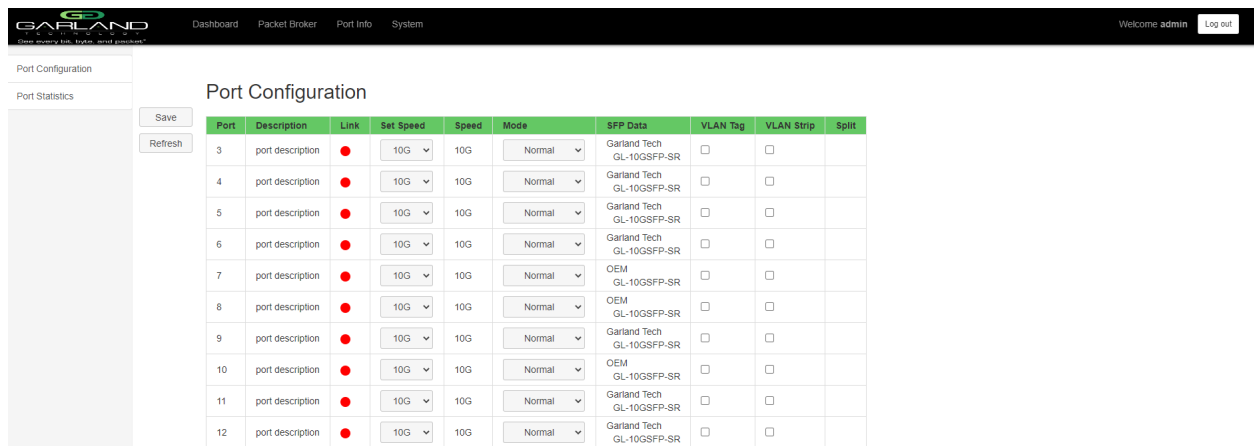 GARLAND
TECHNOLOGY
See every bit, byte, and packet®
Dashboard Packet Broker Port Info System
Welcome admin Log out
Port Configuration
Port Statistics
Port Configuration
Save
Refresh
Port Description Link Set Speed Speed Mode SFP Data VLAN Tag VLAN Strip Split
3 port description 10G 10G Normal Garland Tech
GL-10GSFP-SR
4 port description 10G 10G Normal Garland Tech
GL-10GSFP-SR
5 port description 10G 10G Normal Garland Tech
GL-10GSFP-SR
6 port description 10G 10G Normal Garland Tech
GL-10GSFP-SR
7 port description 10G 10G Normal OEM
GL-10GSFP-SR
8 port description 10G 10G Normal OEM
GL-10GSFP-SR
9 port description 10G 10G Normal Garland Tech
GL-10GSFP-SR
10 port description 10G 10G Normal OEM
GL-10GSFP-SR
11 port description 10G 10G Normal Garland Tech
GL-10GSFP-SR
12 port description 10G 10G Normal Garland Tech
GL-10GSFP-SR